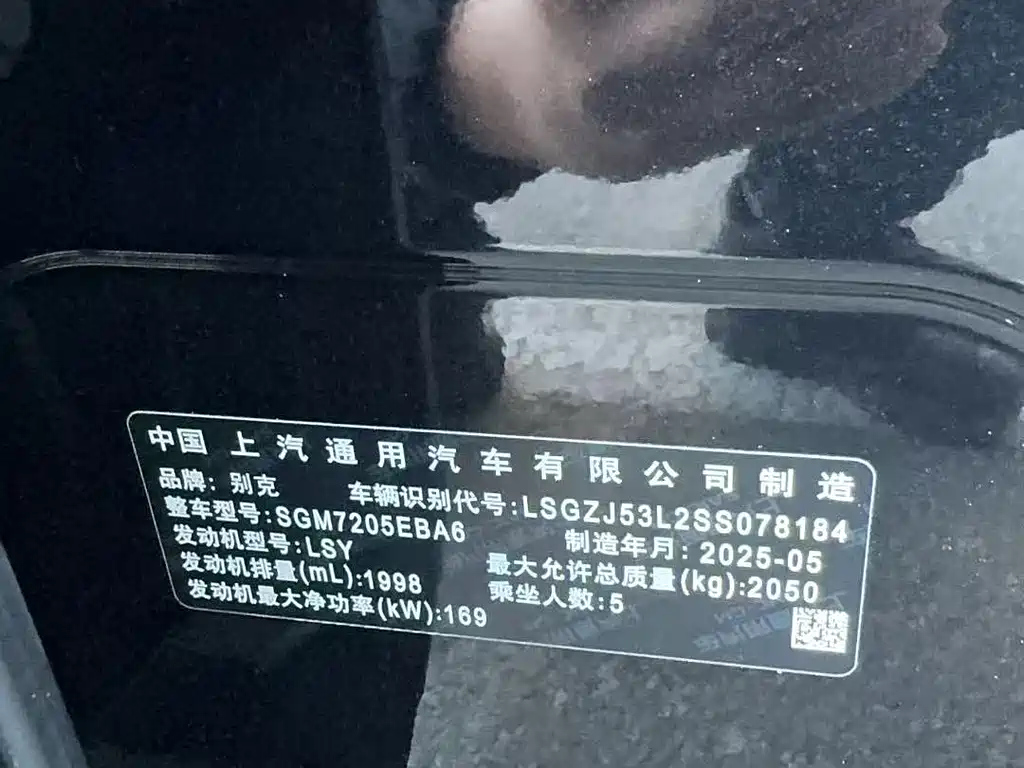 中国 上汽通用汽车有限公司制造
品牌：别克 车辆识别代号:LSGZJ53L2SS078184
整车型号:SGM7205EBA6 制造年月：2025-05
发动机型号:LSY 最大允许总质量(kg):2050
发动机排量(mL):1998 乘坐人数:5
发动机最大净功率(kW):169